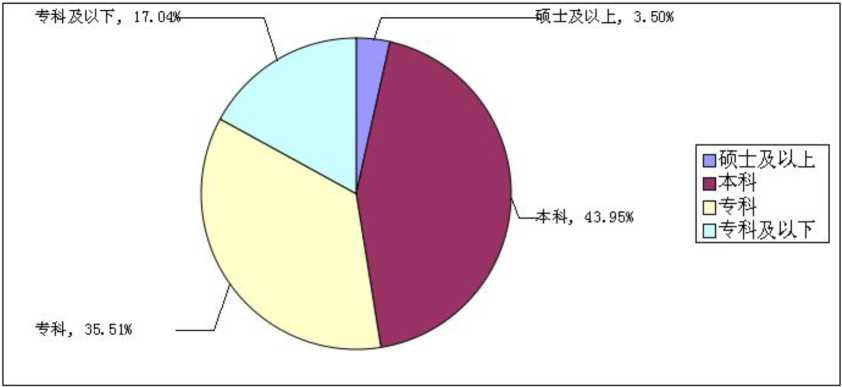 专科及以下, 17.04%
硕士及以上, 3.50%
本科, 43.95%
专科, 35.51%
硕士及以上
本科
专科
专科及以下